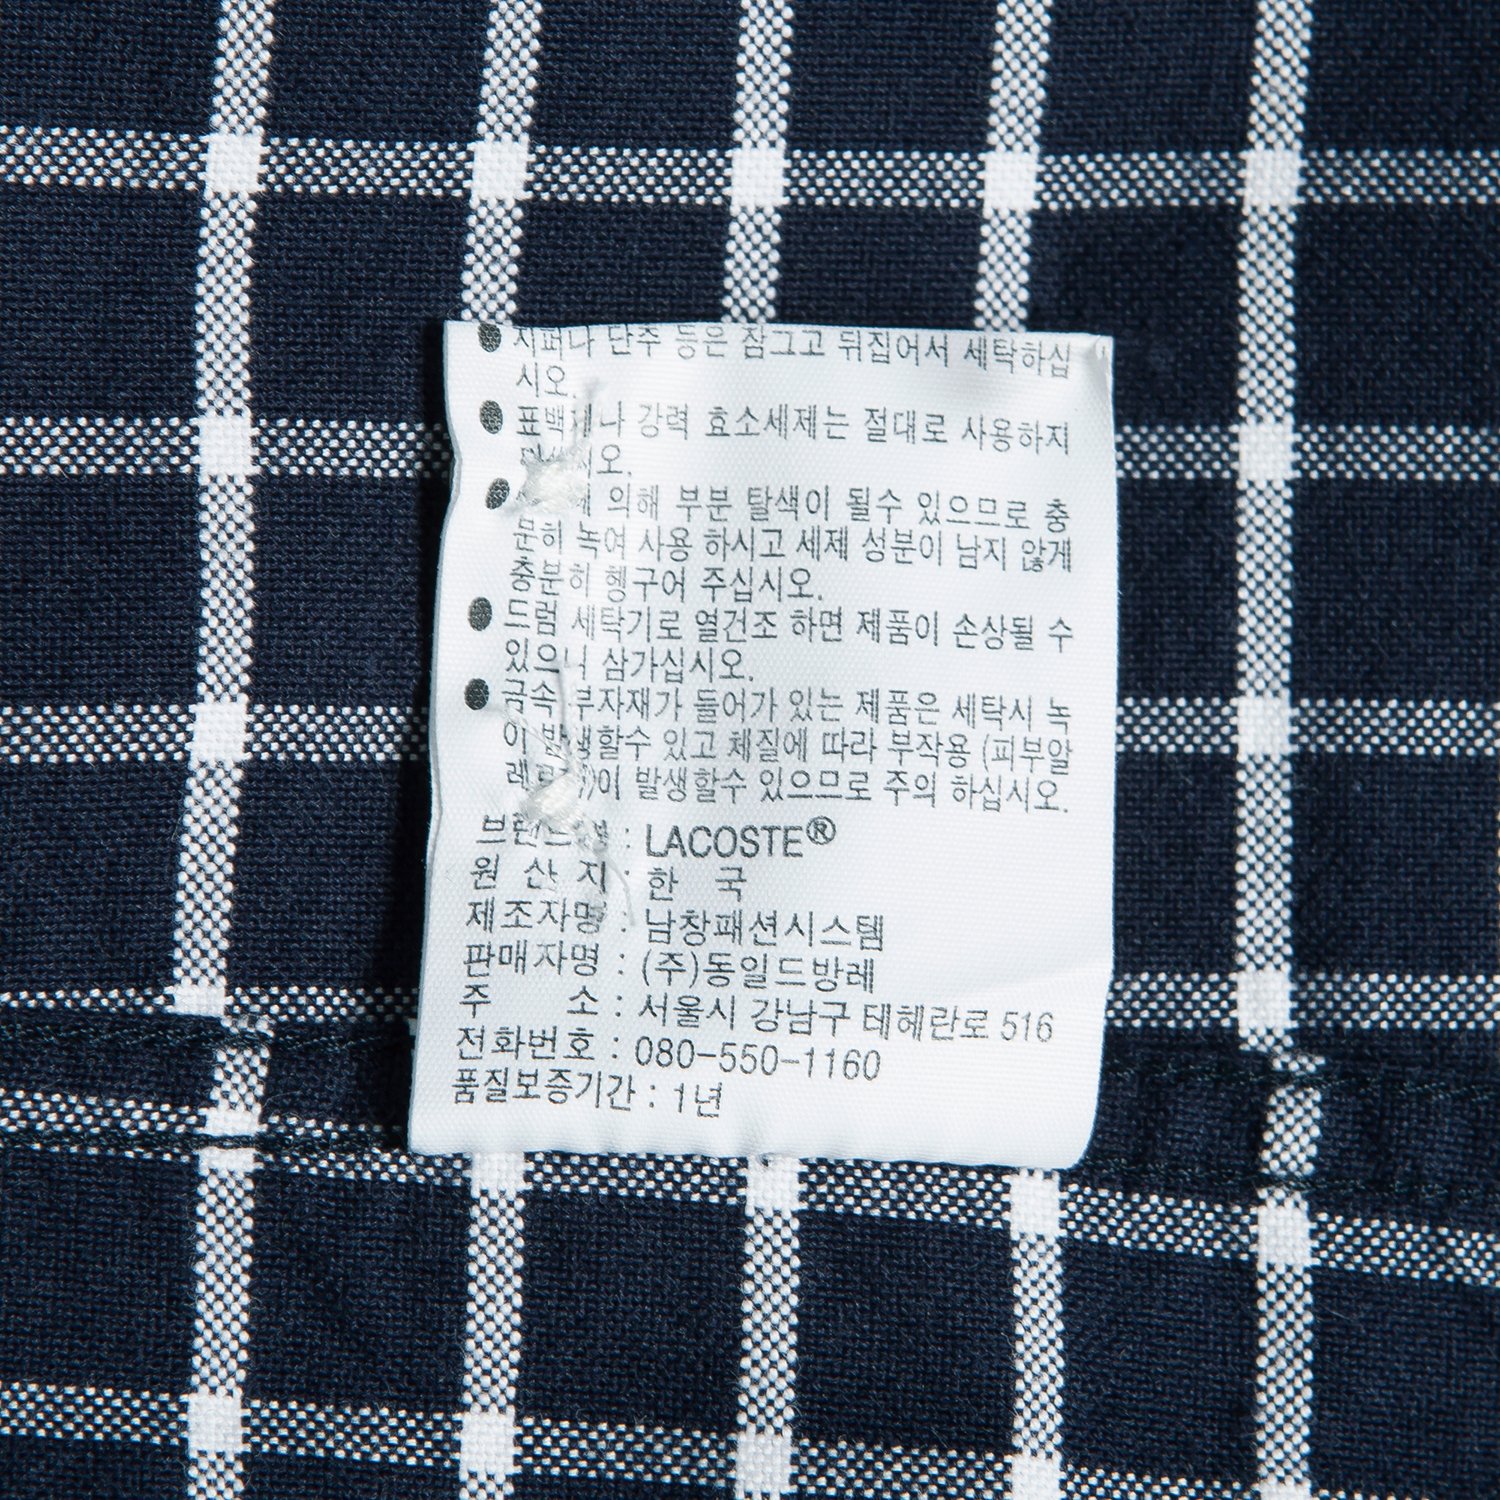 ● 지퍼나 단추 등은 잠그고 뒤집어서 세탁하십
시오
● 표백제나 강력 효소세제는 절대로 사용하지
시오.
● 의해 부분 탈색이 될수 있으므로 충
분히 녹여 사용 하시고 세제 성분이 남지 않게
충분히 헹구어 주십시오.
● 드럼 세탁기로 열건조 하면 제품이 손상될 수
있으니 삼가십시오.
● 금속 부자재가 들어가 있는 제품은 세탁시 녹
이 발생할수 있고 체질에 따라 부작용 (피부알
이 발생할수 있으므로 주의 하십시오.
브랜드명 : LACOSTE®
원 산 지 : 한 국
제조자명 : 남창패션시스템
판매자명 : (주)동일드방레
주 소 : 서울시 강남구 테헤란로 516
전화번호 : 080-550-1160
품질보증기간 : 1년